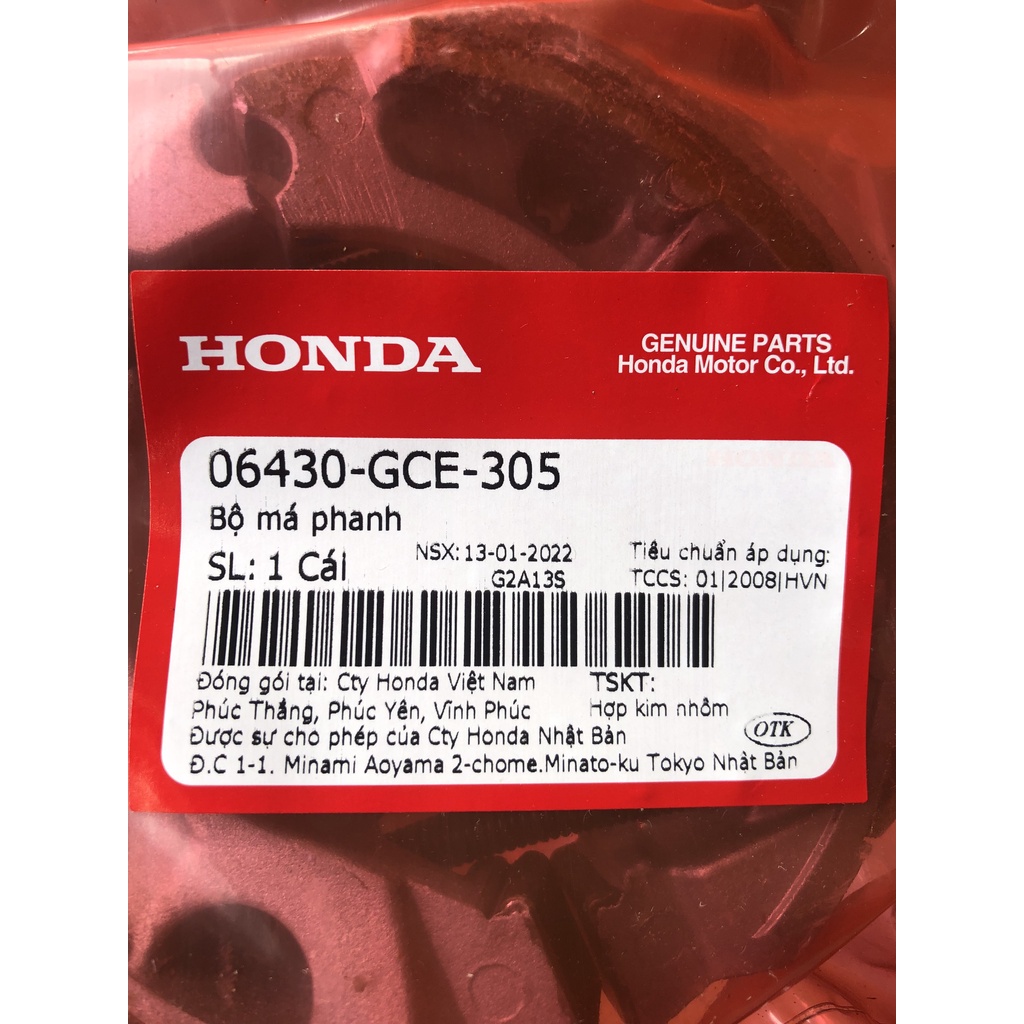 HONDA
GENUINE PARTS
Honda Motor Co., Ltd.
06430-GCE-305
Bộ má phanh
SL: 1 Cái
NSX: 13-01-2022
G2A13S
Tiêu chuẩn áp dụng:
TCCS: 01|2008|HVN
Đóng gói tại: Cty Honda Việt Nam
Phúc Thắng, Phúc Yên, Vĩnh Phúc
TSKT:
Hợp kim nhôm
Được sự cho phép của Cty Honda Nhật Bản
Đ.C 1-1. Minami Aoyama 2-chome.Minato-ku Tokyo Nhật Bản
OTK